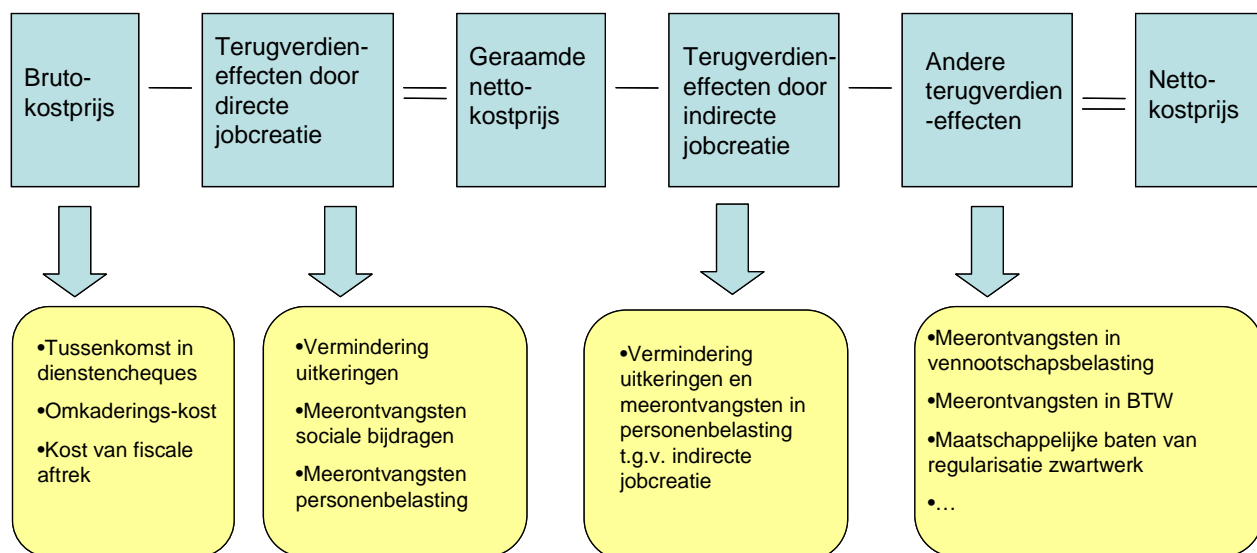 Bruto-
kostprijs
Terugverdien-
effecten door
directe
jobcreatie
Geraamde
netto-
kostprijs
Terugverdien-
effecten door
indirecte
jobcreatie
Andere
terugverdien
-effecten
Netto-
kostprijs
•Tussenkomst in
dienstencheques
•Omkaderings-kost
•Kost van fiscale
aftrek
•Vermindering
uitkeringen
•Meerontvangsten
sociale bijdragen
•Meerontvangsten
personenbelasting
•Vermindering
uitkeringen en
meerontvangsten in
personenbelasting
t.g.v. indirecte
jobcreatie
•Meerontvangsten in
vennootschapsbelasting
•Meerontvangsten in BTW
•Maatschappelijke baten van
regularisatie zwartwerk
•…